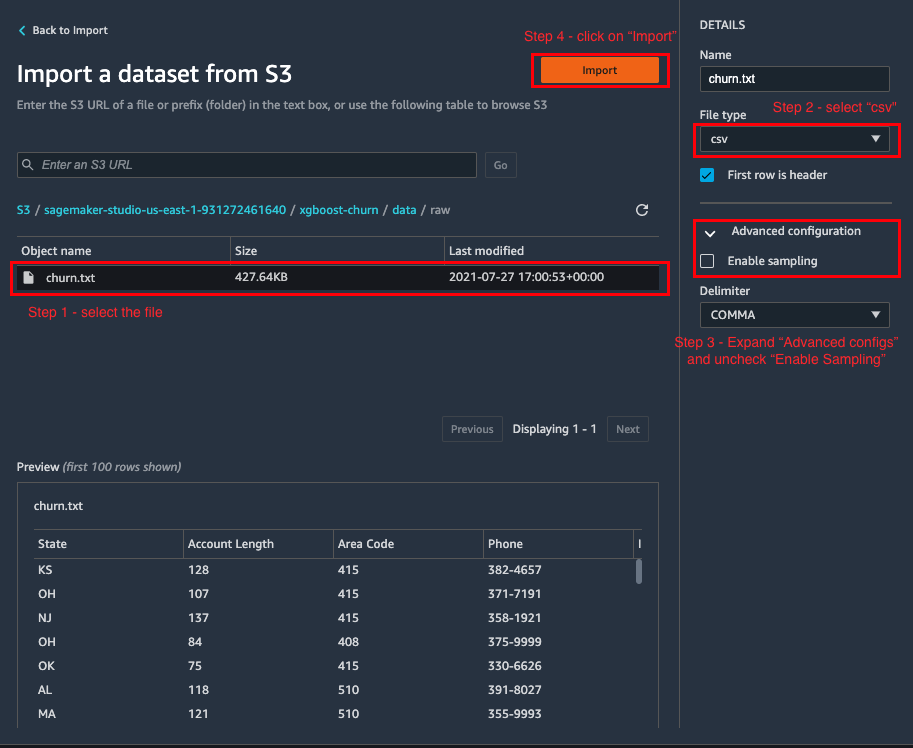 Back to Import
Step 4 - click on “Import”
Import a dataset from S3
Import
Enter the S3 URL of a file or prefix (folder) in the text box, or use the following table to browse S3
Enter an S3 URL
Go
S3 / sagemaker-studio-us-east-1-931272461640 / xgboost-churn / data / raw
Object name Size Last modified
churn.txt 427.64KB 2021-07-27 17:00:53+00:00
Step 1 - select the file
Previous Displaying 1 - 1 Next
Preview (first 100 rows shown)
churn.txt
State Account Length Area Code Phone I
KS 128 415 382-4657
OH 107 415 371-7191
NJ 137 415 358-1921
OH 84 408 375-9999
OK 75 415 330-6626
AL 118 510 391-8027
MA 121 510 355-9993
DETAILS
Name
churn.txt
Step 2 - select “csv”
File type
csv
First row is header
Advanced configuration
Enable sampling
Delimiter
COMMA
Step 3 - Expand “Advanced configs”
and uncheck “Enable Sampling”